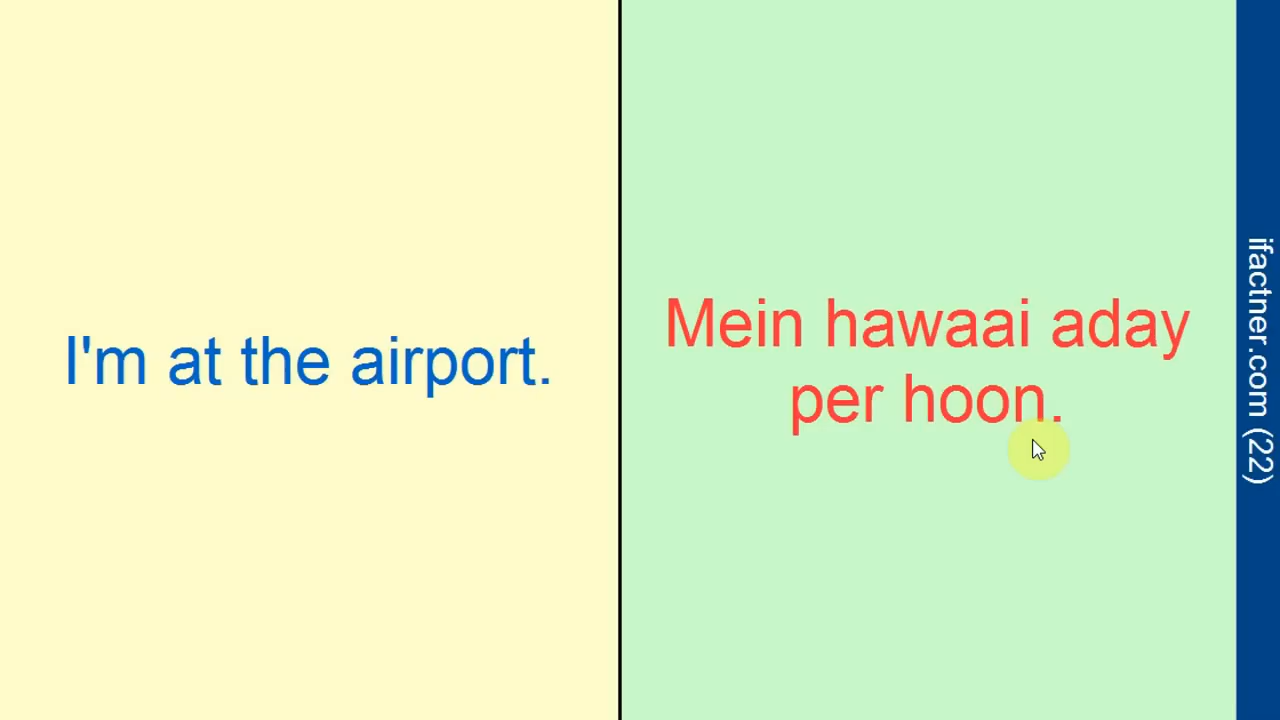 I'm at the airport.
Mein hawaai aday
per hoon.
ifactner.com (22)